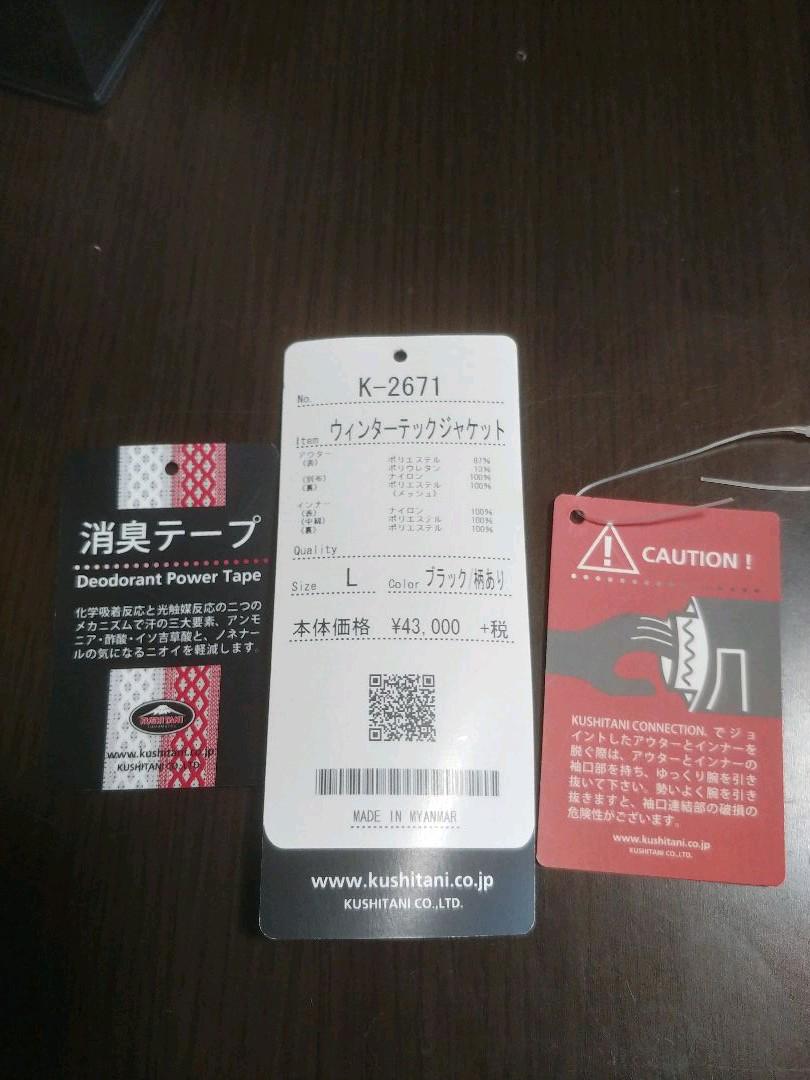 消臭テープ
Deodorant Power Tape
化学吸着反応と光触媒反応の二つの
メカニズムで汗の三大要素、アンモ
ニア・酢酸・イソ吉草酸と、ノネナー
ルの気になるニオイを軽減します。
KUSHITANI
www.kushitani.co.jp
KUSHITANI CO.,LTD.
No. K-2671
Item ウィンターテックジャケット
アウター
(表) ポリエステル 87%
ポリウレタン 13%
(別布) ナイロン 100%
(裏) ポリエステル 100%
(メッシュ)
インナー
(表) ナイロン 100%
(中綿) ポリエステル 100%
(裏) ポリエステル 100%
Quality
Size L Color ブラック/柄あり
本体価格 ¥43,000 +税
MADE IN MYANMAR
www.kushitani.co.jp
KUSHITANI CO.,LTD.
CAUTION!
KUSHITANI CONNECTION. でジョ
イントしたアウターとインナーを
脱ぐ際は、アウターとインナーの
袖口部を持ち、ゆっくり腕を引き
抜いて下さい。勢いよく腕を引き
抜きますと、袖口連結部の破損の
危険性がございます。
www.kushitani.co.jp
KUSHITANI CO.,LTD.